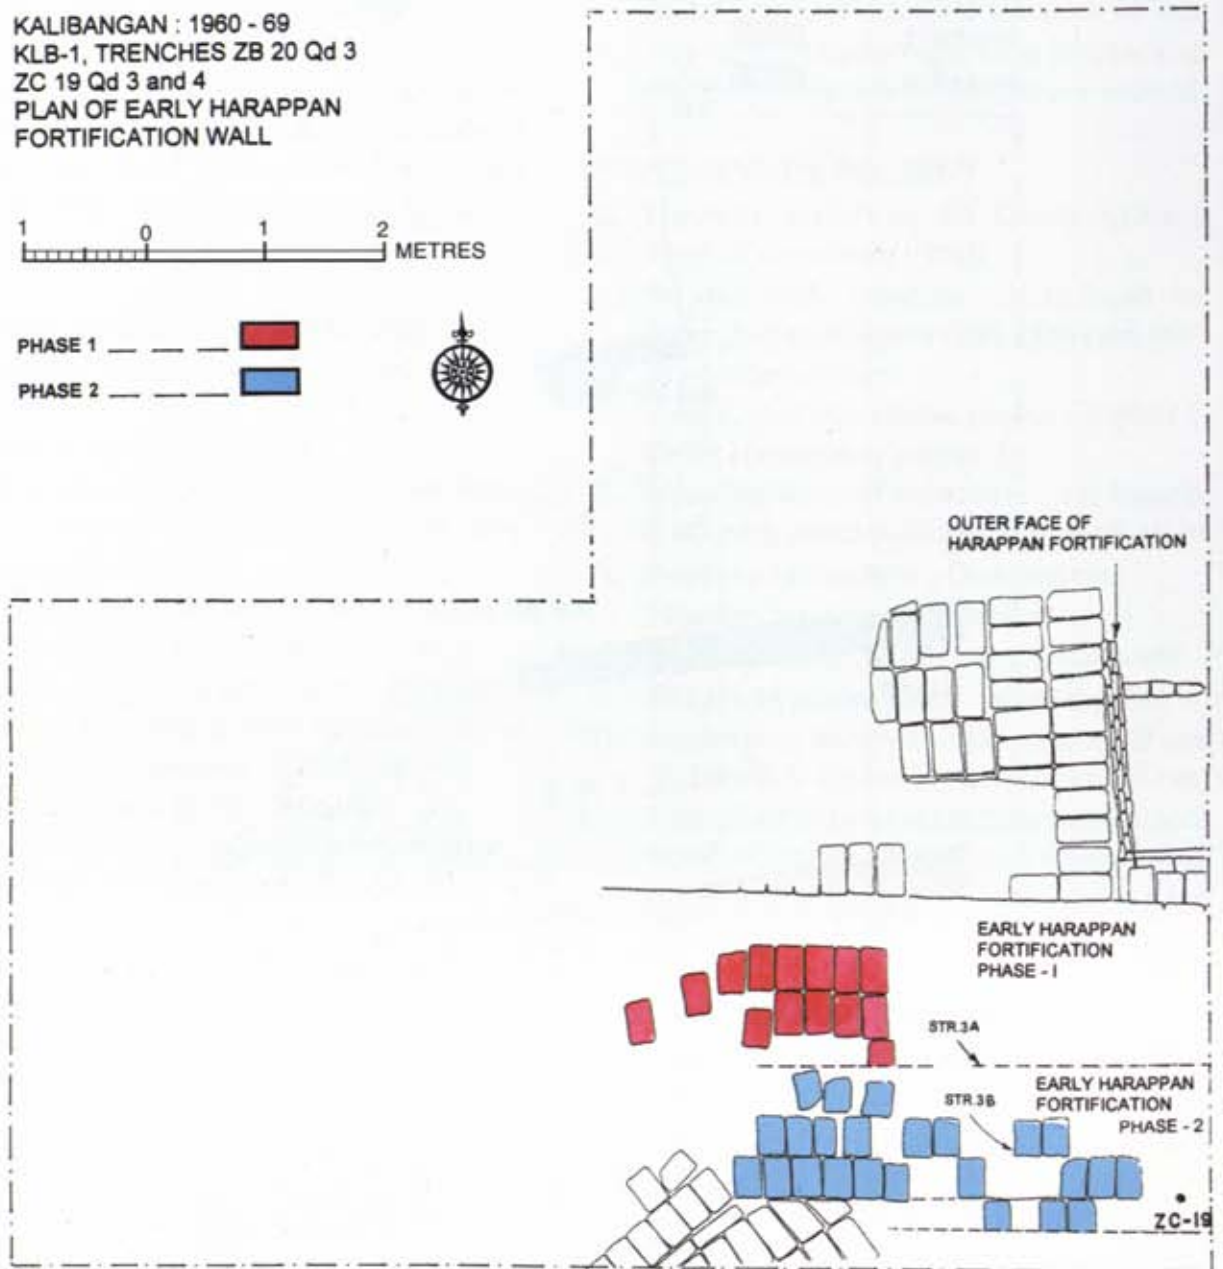 KALIBANGAN : 1960 - 69
KLB-1, TRENCHES ZB 20 Qd 3
ZC 19 Qd 3 and 4
PLAN OF EARLY HARAPPAN
FORTIFICATION WALL
1 0 1 2
METRES
PHASE 1
PHASE 2
OUTER FACE OF
HARAPPAN FORTIFICATION
EARLY HARAPPAN
FORTIFICATION
PHASE - I
STR.3A
EARLY HARAPPAN
FORTIFICATION
PHASE - 2
STR.3B
ZC-19